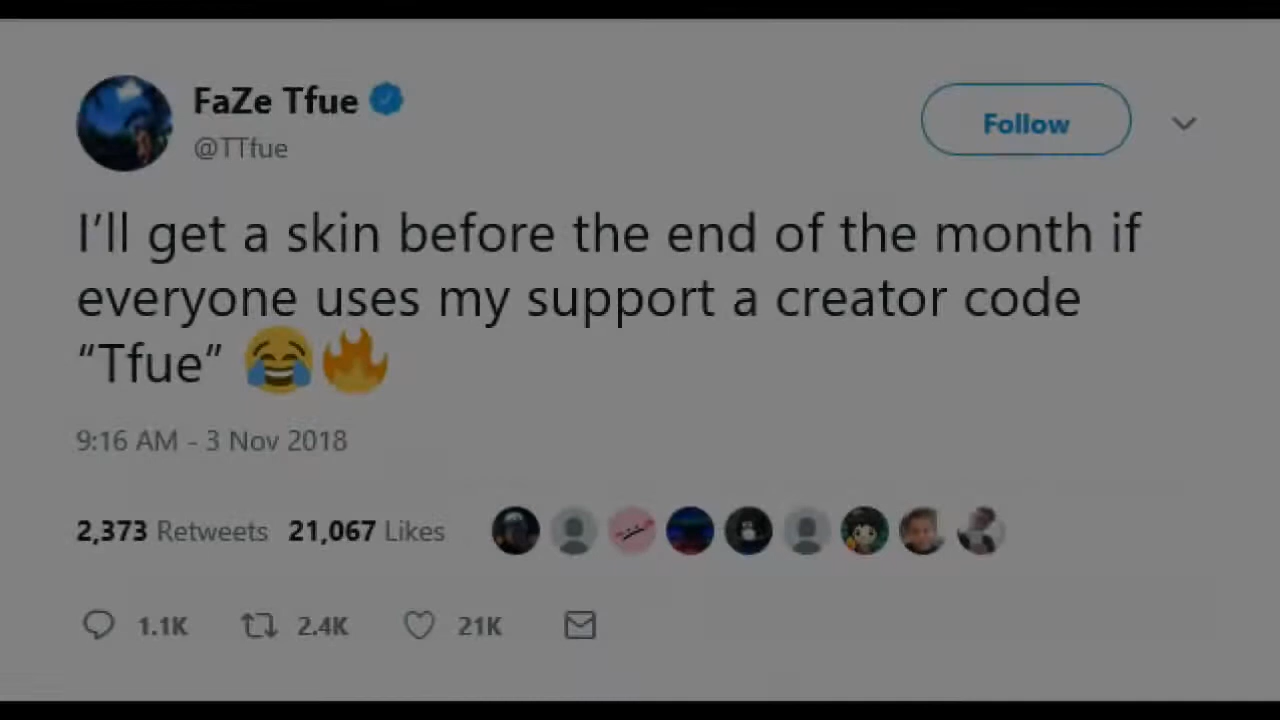 FaZe Tfue
@TTfue
Follow
I’ll get a skin before the end of the month if
everyone uses my support a creator code
“Tfue” 😂🔥
9:16 AM - 3 Nov 2018
2,373 Retweets 21,067 Likes
1.1K 2.4K 21K